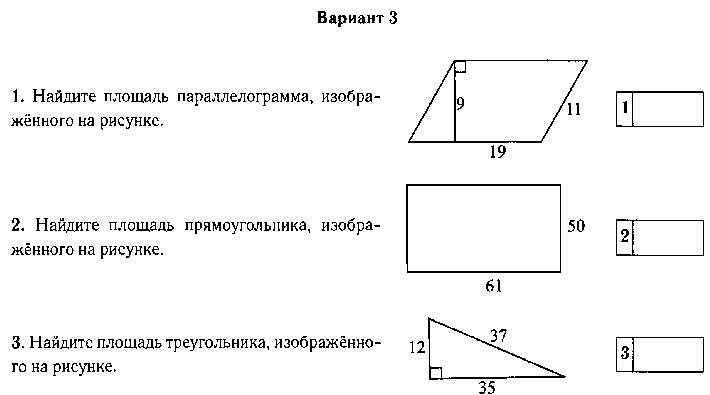 Вариант 3
1. Найдите площадь параллелограмма, изобра-
жённого на рисунке.
9
11
19
1
2. Найдите площадь прямоугольника, изобра-
жённого на рисунке.
50
61
2
3. Найдите площадь треугольника, изображённо-
го на рисунке.
12
37
35
3